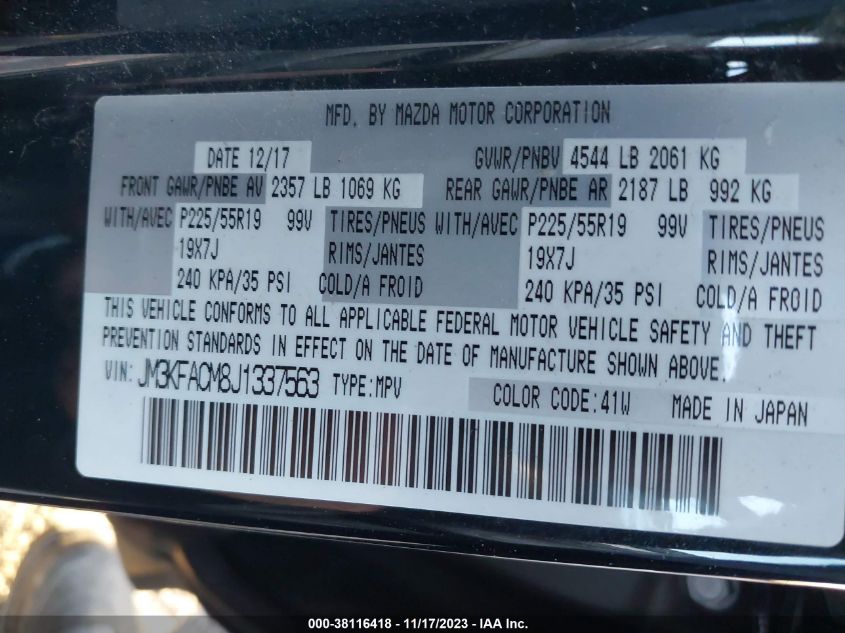 MFD. BY MAZDA MOTOR CORPORATION
DATE 12/17 GVWR/PNBV 4544 LB 2061 KG
FRONT GAWR/PNBE AV 2357 LB 1069 KG REAR GAWR/PNBE AR 2187 LB 992 KG
WITH/AVEC P225/55R19 99V TIRES/PNEUS WITH/AVEC P225/55R19 99V TIRES/PNEUS
19X7J RIMS/JANTES 19X7J RIMS/JANTES
240 KPA/35 PSI COLD/A FROID 240 KPA/35 PSI COLD/A FROID
THIS VEHICLE CONFORMS TO ALL APPLICABLE FEDERAL MOTOR VEHICLE SAFETY AND THEFT
PREVENTION STANDARDS IN EFFECT ON THE DATE OF MANUFACTURE SHOWN ABOVE.
VIN: JM3KFACM8J1337563 TYPE:MPV COLOR CODE:41W MADE IN JAPAN
000-38116418 - 11/17/2023 - IAA Inc.